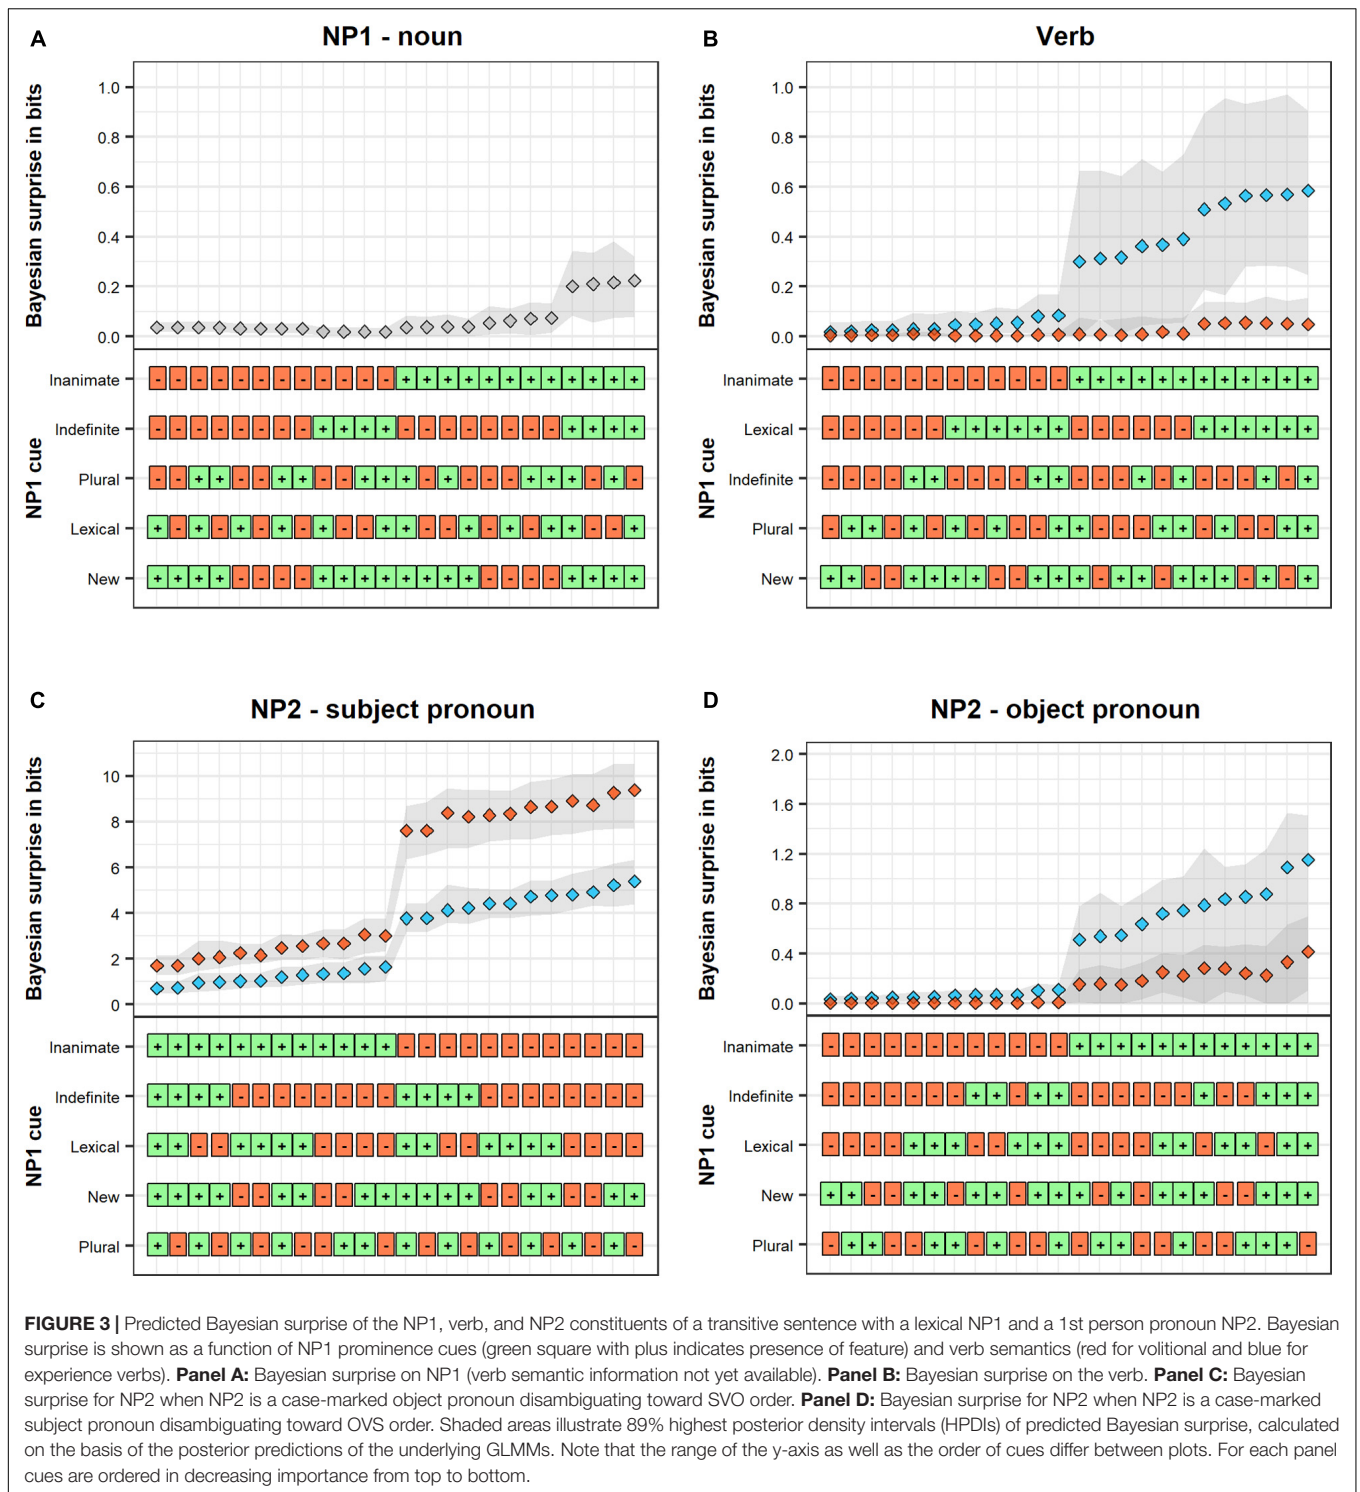 A
NP1 - noun
Bayesian surprise in bits
1.0
0.8
0.6
0.4
0.2
0.0
NP1 cue
Inanimate - - - - - - - - - - - - + + + + + + + + + + + +
Indefinite - - - - - - - - + + + + - - - - - - - - + + + +
Plural - - + + - - + + - - + + + - + - - - + + + - + -
Lexical + - + - + - + - + - - + + - - + - + - + + - - +
New + + + + - - - - + + + + + + + + - - - - + + + +
B
Verb
Bayesian surprise in bits
1.0
0.8
0.6
0.4
0.2
0.0
NP1 cue
Inanimate - - - - - - - - - - - - + + + + + + + + + + + +
Lexical - - - - - - + + + + + + - - - - - - + + + + + +
Indefinite - - - - + + - - - - + + - - - + - + - - - + - +
Plural - + + - + - + - + - - + + - - - + + - + - - + +
New + + - - + + + + - - + + + - + + - + + + - + - +
C
NP2 - subject pronoun
Bayesian surprise in bits
10
8
6
4
2
0
NP1 cue
Inanimate + + + + + + + + + + + + - - - - - - - - - - - -
Indefinite + + + + - - - - - - - - + + + + - - - - - - - -
Lexical + + - - + + + + - - - - + + - - + + + + - - - -
New + + + + - - + + - - + + + + + + - - + + - - + +
Plural + - + - + - + - - + + - + - + - + - + - + - + -
D
NP2 - object pronoun
Bayesian surprise in bits
2.0
1.6
1.2
0.8
0.4
0.0
NP1 cue
Inanimate - - - - - - - - - - - - + + + + + + + + + + + +
Indefinite - - - - - - - + + - + + - - - - - - + - - + + +
Lexical - - - - + + + - - + + + - - - - + + - + + - + +
New + + - - + + - + + - + + + - + - + + + - - + + +
Plural - + + - - + + - + - - + - + + - - + - - + + + -
FIGURE 3 | Predicted Bayesian surprise of the NP1, verb, and NP2 constituents of a transitive sentence with a lexical NP1 and a 1st person pronoun NP2. Bayesian
surprise is shown as a function of NP1 prominence cues (green square with plus indicates presence of feature) and verb semantics (red for volitional and blue for
experience verbs). Panel A: Bayesian surprise on NP1 (verb semantic information not yet available). Panel B: Bayesian surprise on the verb. Panel C: Bayesian
surprise for NP2 when NP2 is a case-marked object pronoun disambiguating toward SVO order. Panel D: Bayesian surprise for NP2 when NP2 is a case-marked
subject pronoun disambiguating toward OVS order. Shaded areas illustrate 89% highest posterior density intervals (HPDIs) of predicted Bayesian surprise, calculated
on the basis of the posterior predictions of the underlying GLMMs. Note that the range of the y-axis as well as the order of cues differ between plots. For each panel
cues are ordered in decreasing importance from top to bottom.